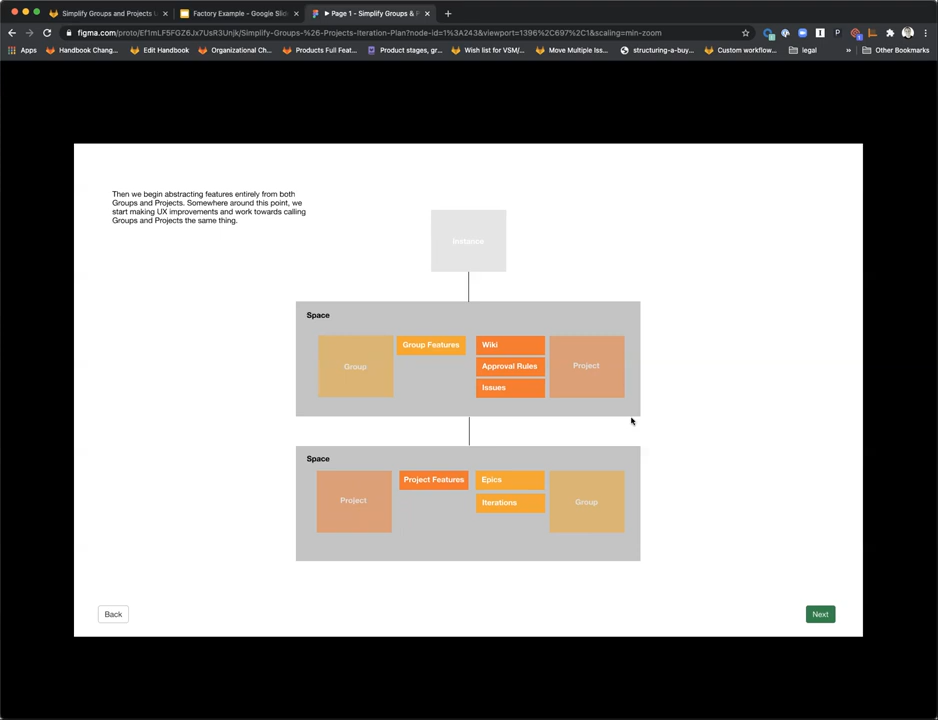 Simplify Groups and Projects L
Factory Example - Google Slid
Page 1 - Simplify Groups & P
figma.com/proto/Ef1mLF5FGZ6Jx7UsR3Unjk/Simplify-Groups-%26-Projects-Iteration-Plan?node-id=1%3A243&viewport=1396%2C697%2C1&scaling=min-zoom
Apps
Handbook Chang...
Edit Handbook
Organizational Ch...
Products Full Feat...
Product stages, gr...
Wish list for VSM/...
Move Multiple Iss...
structuring-a-buy...
Custom workflow...
legal
»
Other Bookmarks
Then we begin abstracting features entirely from both
Groups and Projects. Somewhere around this point, we
start making UX improvements and work towards calling
Groups and Projects the same thing.
Instance
Space
Group
Group Features
Wiki
Approval Rules
Issues
Project
Space
Project
Project Features
Epics
Iterations
Group
Back
Next